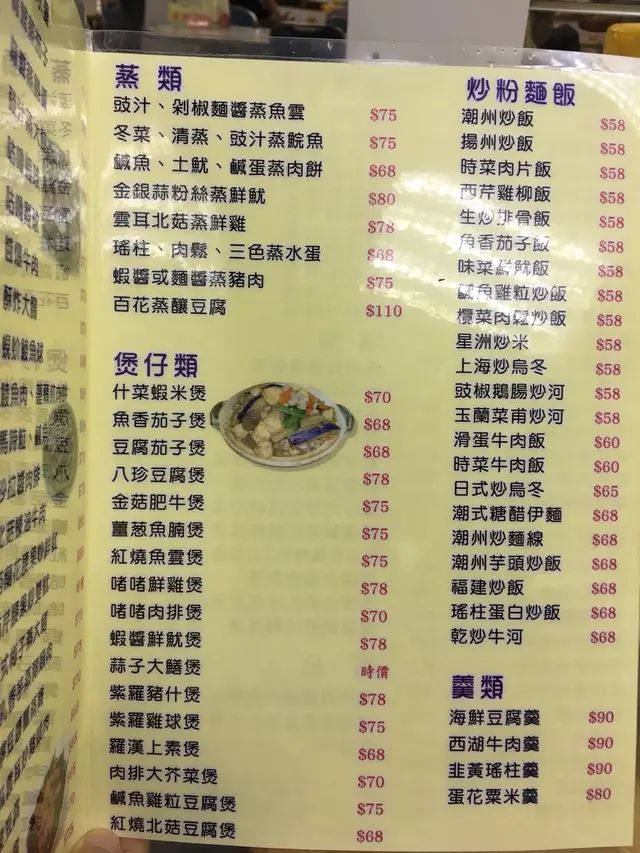 蒸 類
豉汁、剁椒麵醬蒸魚雲 $75
冬菜、清蒸、豉汁蒸鯇魚 $75
鹹魚、土魷、鹹蛋蒸肉餅 $68
金銀蒜粉絲蒸鮮魷 $80
雲耳北菇蒸鮮雞 $78
瑤柱、肉鬆、三色蒸水蛋 $68
蝦醬或麵醬蒸豬肉 $75
百花蒸釀豆腐 $110
煲仔類
什菜蝦米煲 $70
魚香茄子煲 $68
豆腐茄子煲 $68
八珍豆腐煲 $78
金菇肥牛煲 $75
薑葱魚腩煲 $75
紅燒魚雲煲 $75
啫啫鮮雞煲 $78
啫啫肉排煲 $70
蝦醬鮮魷煲 $78
蒜子大鱔煲 時價
紫羅豬什煲 $78
紫羅雞球煲 $75
羅漢上素煲 $68
肉排大芥菜煲 $70
鹹魚雞粒豆腐煲 $75
紅燒北菇豆腐煲 $68
炒粉麵飯
潮州炒飯 $58
揚州炒飯 $58
時菜肉片飯 $58
西芹雞柳飯 $58
生炒排骨飯 $58
魚香茄子飯 $58
味菜鮮魷飯 $58
鹹魚雞粒炒飯 $58
欖菜肉鬆炒飯 $58
星洲炒米 $58
上海炒烏冬 $58
豉椒鵝腸炒河 $58
玉蘭菜甫炒河 $58
滑蛋牛肉飯 $60
時菜牛肉飯 $60
日式炒烏冬 $65
潮式糖醋伊麵 $68
潮州炒麵線 $68
潮州芋頭炒飯 $68
福建炒飯 $68
瑤柱蛋白炒飯 $68
乾炒牛河 $68
羹類
海鮮豆腐羹 $90
西湖牛肉羹 $90
韭黃瑤柱羹 $90
蛋花粟米羹 $80